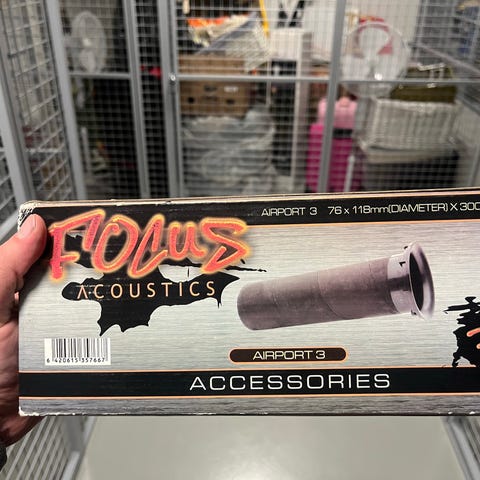 AIRPORT 3 76 x 118mm(DIAMETER) X 300
FOCUS
ACOUSTICS
AIRPORT 3
6 420615 357667
ACCESSORIES